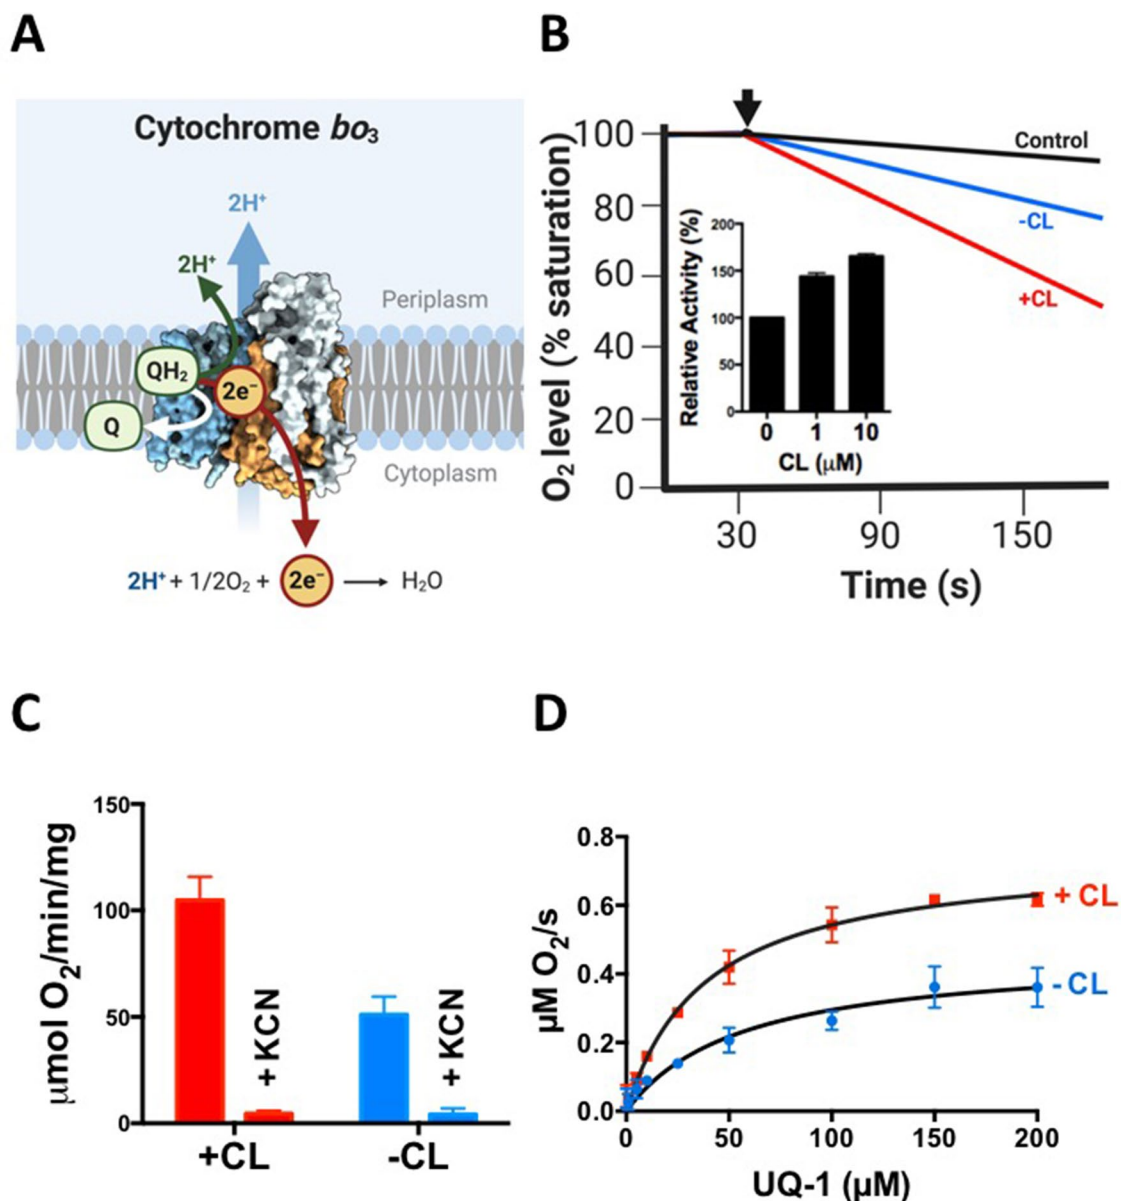 A
Cytochrome bo₃
2H⁺
2H⁺
Periplasm
QH₂
2e⁻
Q
Cytoplasm
2H⁺ + 1/2O₂ + 2e⁻ → H₂O
B
O₂ level (% saturation)
100
80
60
40
20
0
Control
-CL
+CL
Relative Activity (%)
200
150
100
50
0
0 1 10
CL (μM)
30 90 150
Time (s)
C
μmol O₂/min/mg
150
100
50
0
+KCN
+KCN
+CL -CL
D
μM O₂/s
0.8
0.6
0.4
0.2
0.0
+ CL
- CL
0 50 100 150 200
UQ-1 (μM)